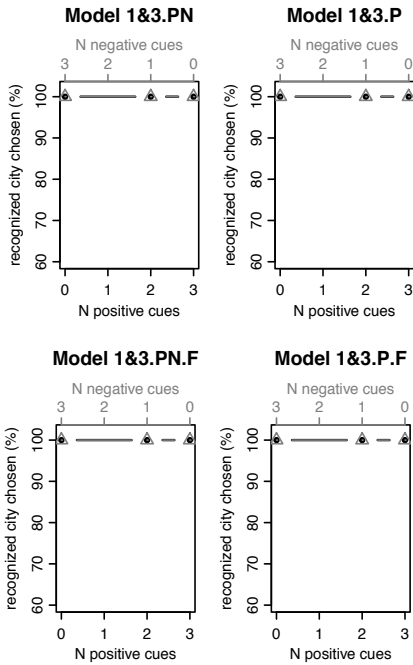 Model 1&3.PN
N negative cues
3 2 1 0
recognized city chosen (%)
100
90
80
70
60
0 1 2 3
N positive cues
Model 1&3.P
N negative cues
3 2 1 0
recognized city chosen (%)
100
90
80
70
60
0 1 2 3
N positive cues
Model 1&3.PN.F
N negative cues
3 2 1 0
recognized city chosen (%)
100
90
80
70
60
0 1 2 3
N positive cues
Model 1&3.P.F
N negative cues
3 2 1 0
recognized city chosen (%)
100
90
80
70
60
0 1 2 3
N positive cues